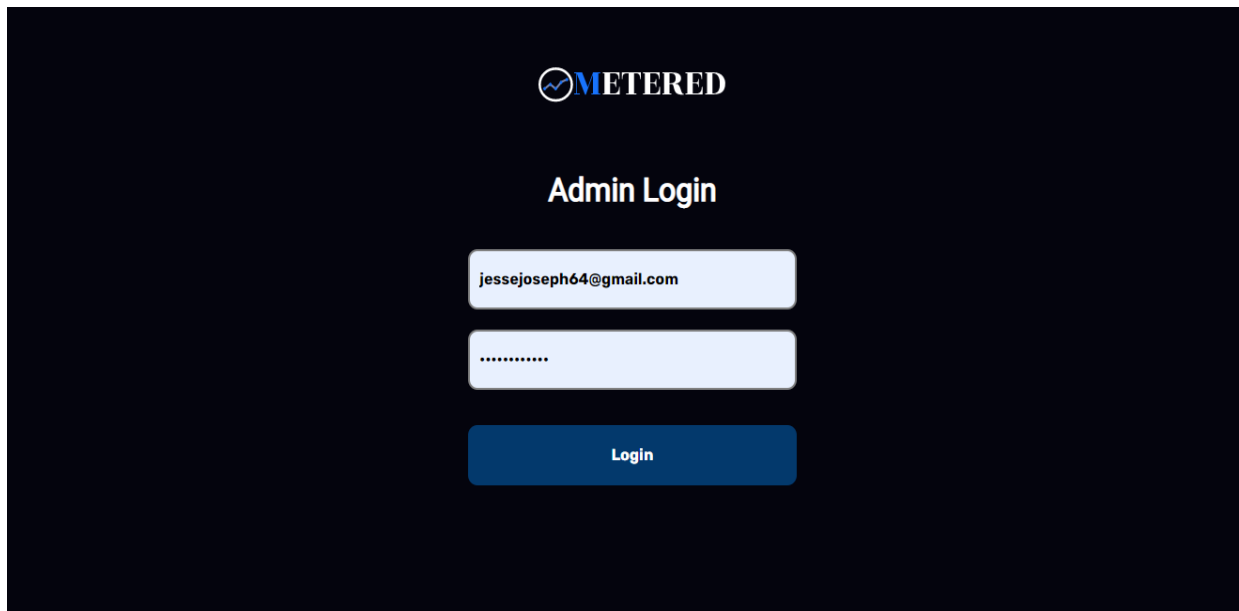 METERED
Admin Login
jessejoseph64@gmail.com
............
Login